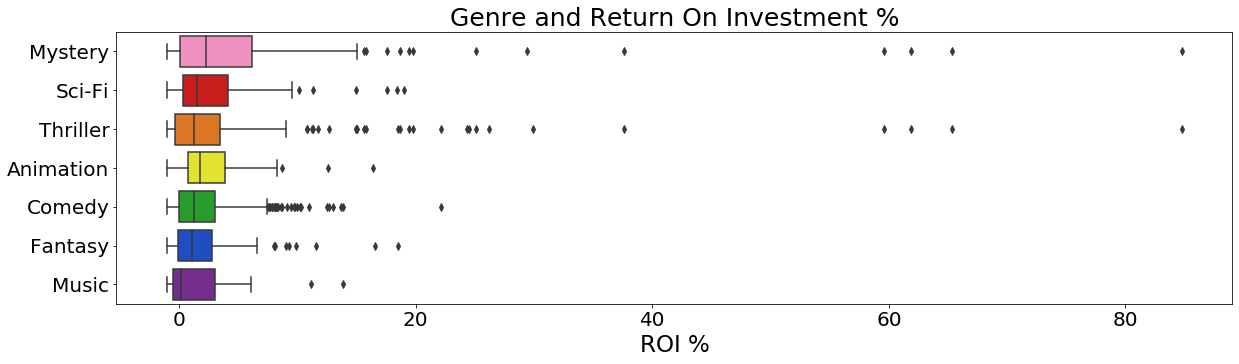 Genre and Return On Investment %
Mystery
Sci-Fi
Thriller
Animation
Comedy
Fantasy
Music
0 20 40 60 80
ROI %